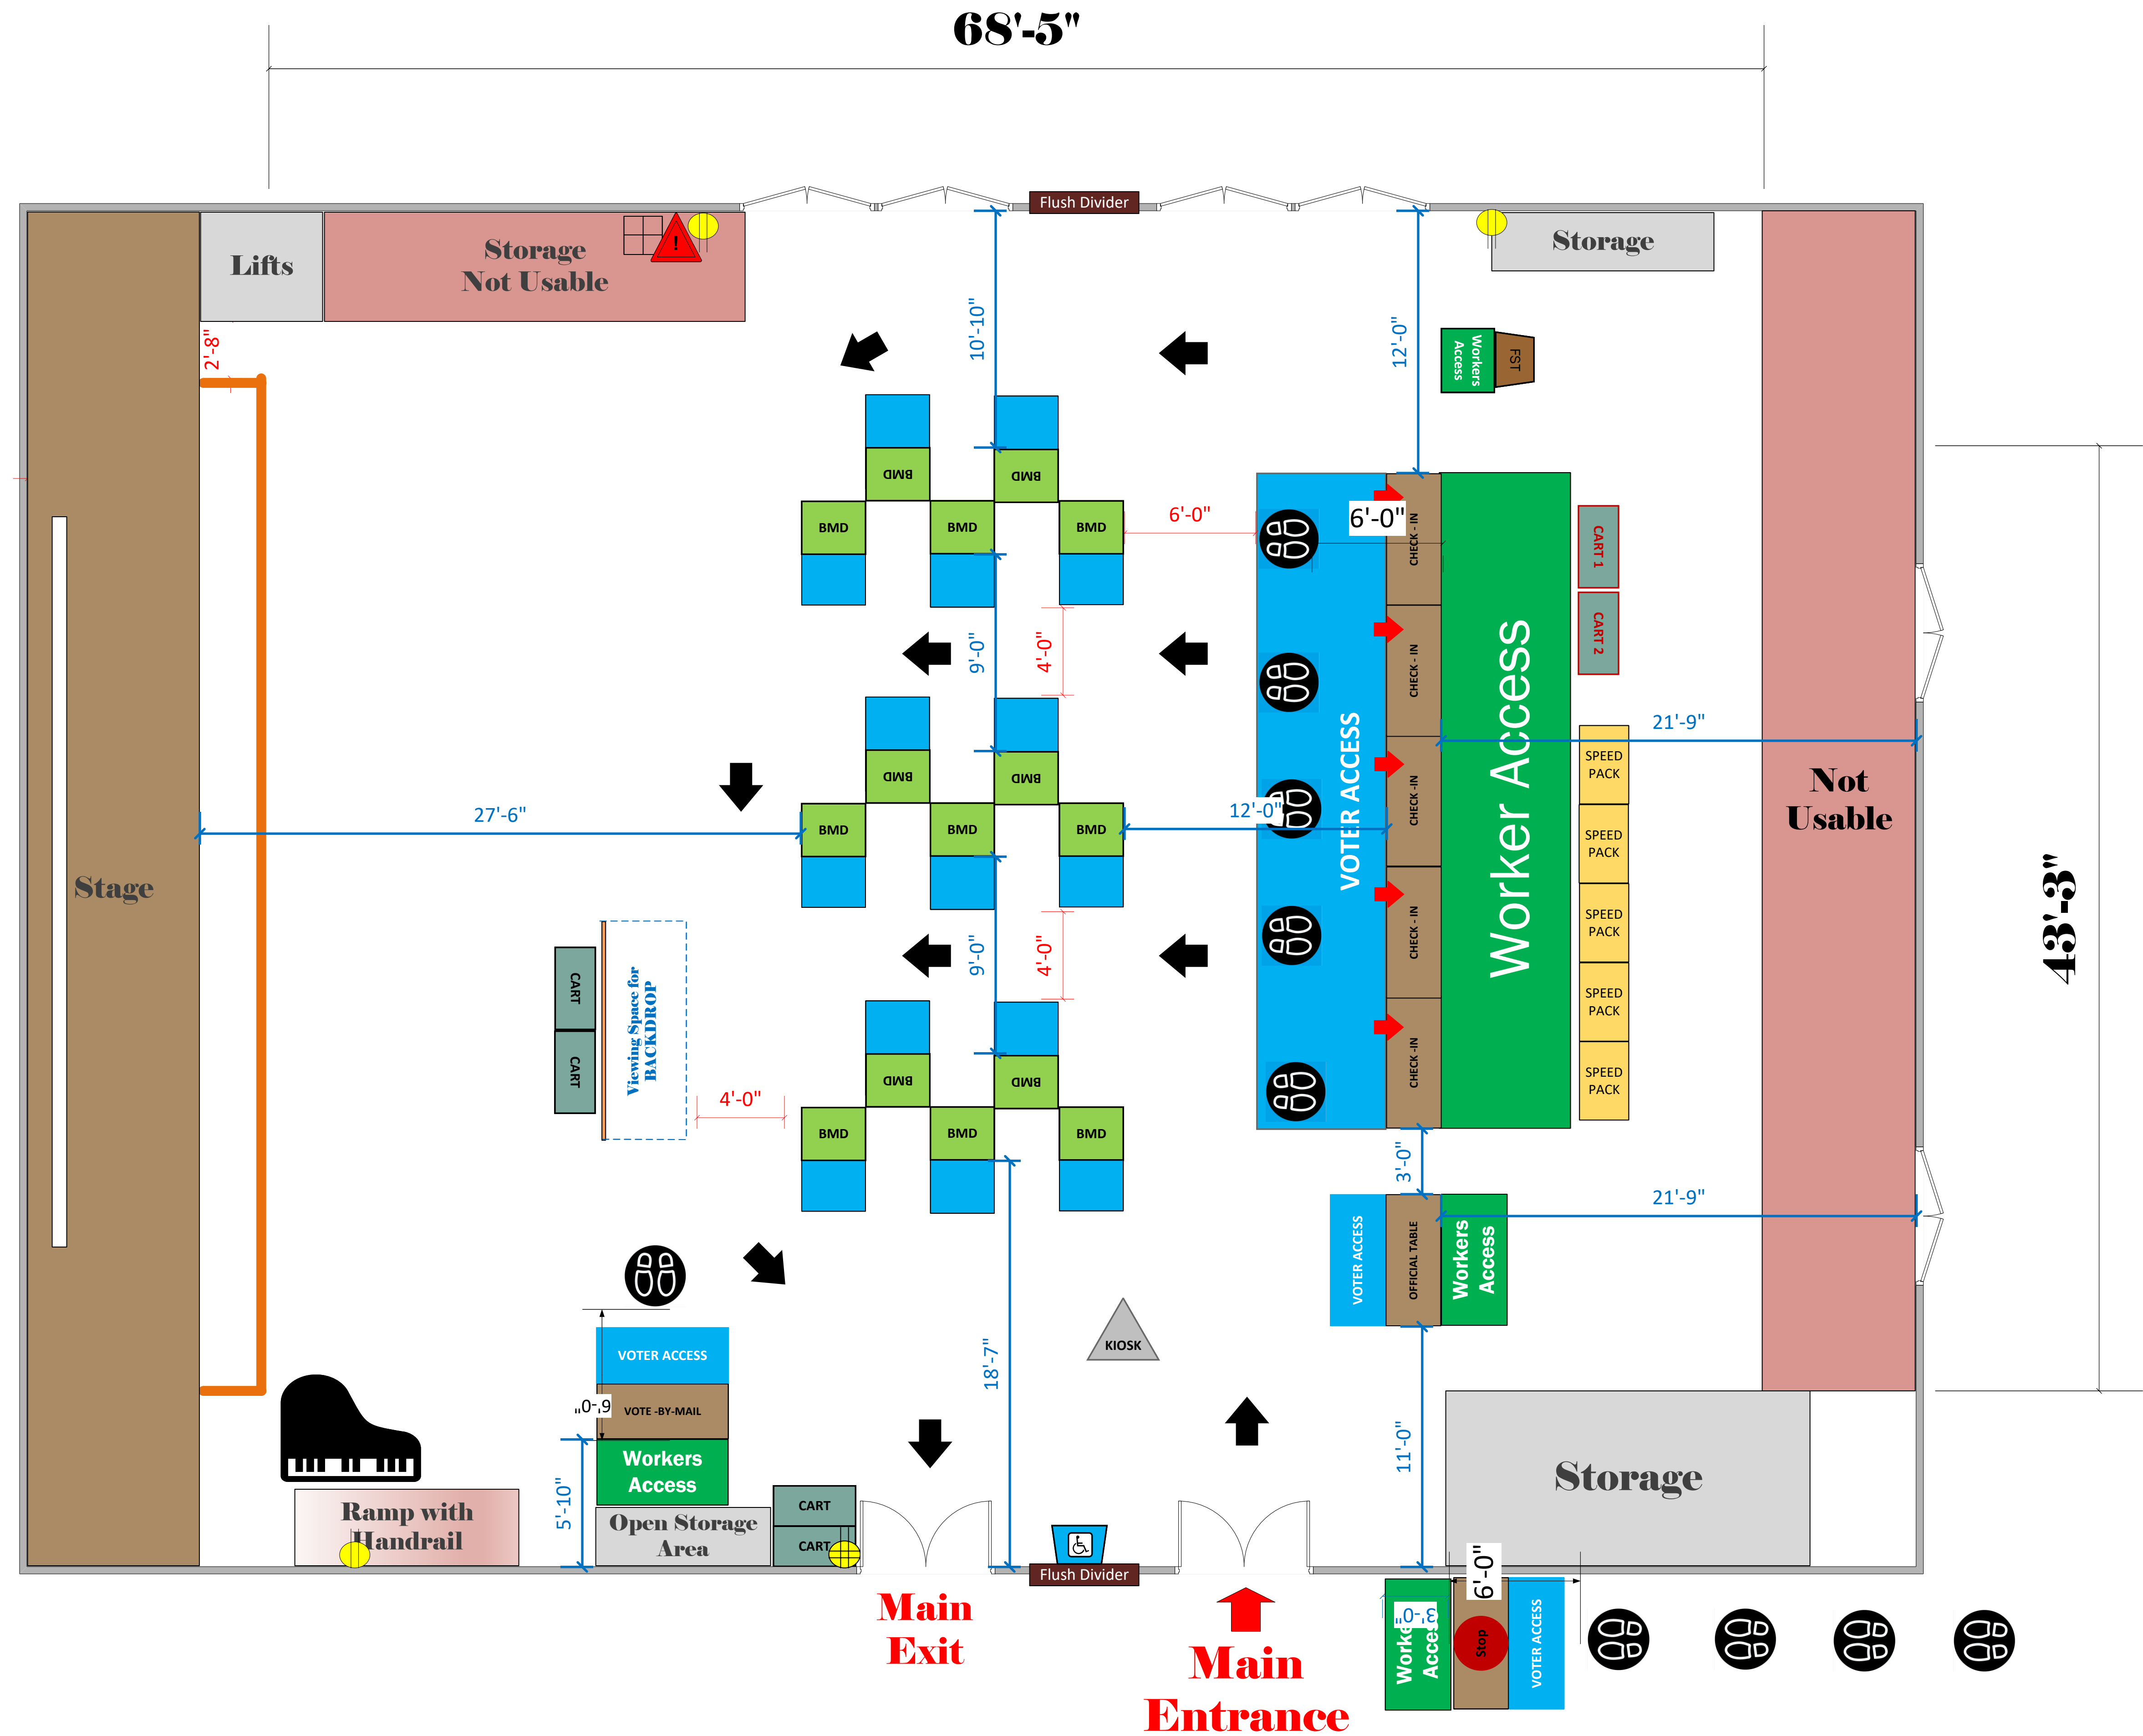 68'-5"
Flush Divider
Lifts
Storage
Not Usable
!
Storage
2'-8"
10'-10"
12'-0"
Workers
Access
FST
BMD
BMD
BMD
BMD
BMD
6'-0"
6'-0"
CHECK - IN
CART 1
CART 2
9'-0"
4'-0"
CHECK - IN
VOTER ACCESS
Worker Access
21'-9"
BMD
BMD
BMD
BMD
BMD
27'-6"
12'-0"
CHECK -IN
SPEED
PACK
SPEED
PACK
SPEED
PACK
SPEED
PACK
SPEED
PACK
Not
Usable
43'-3"
Stage
CHECK - IN
9'-0"
4'-0"
CART
CART
Viewing Space for
BACKDROP
4'-0"
CHECK -IN
BMD
BMD
BMD
BMD
BMD
3'-0"
VOTER ACCESS
OFFICIAL TABLE
Workers
Access
21'-9"
18'-7"
KIOSK
VOTER ACCESS
6'-0"
VOTE -BY-MAIL
Workers
Access
5'-10"
11'-0"
Storage
Ramp with
Handrail
Open Storage
Area
CART
CART
Flush Divider
Main
Exit
Main
Entrance
6'-0"
3'-0"
Workers
Access
Stop
VOTER ACCESS